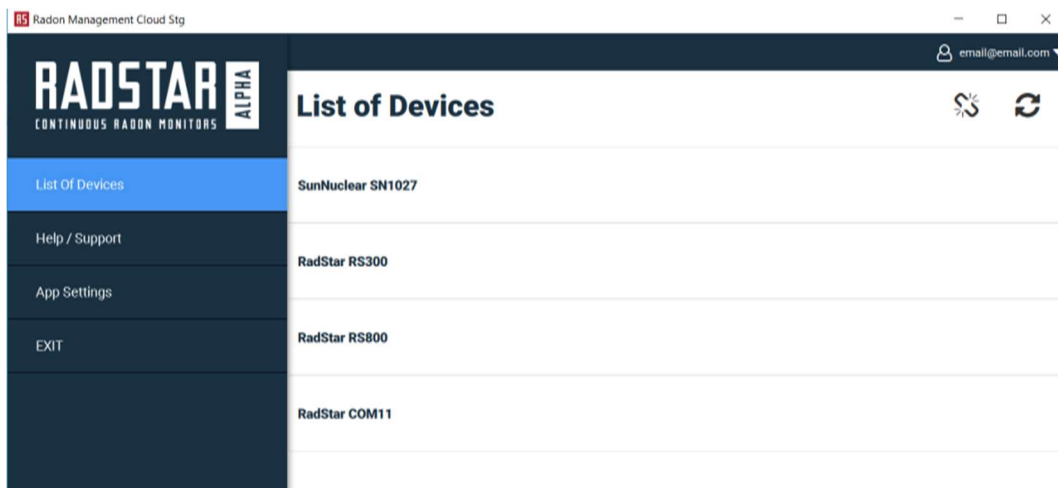 RS Radon Management Cloud Stg
email@email.com
RADSTAR ALPHA
CONTINUOUS RADON MONITORS
List of Devices
List Of Devices
Help / Support
App Settings
EXIT
SunNuclear SN1027
RadStar RS300
RadStar RS800
RadStar COM11